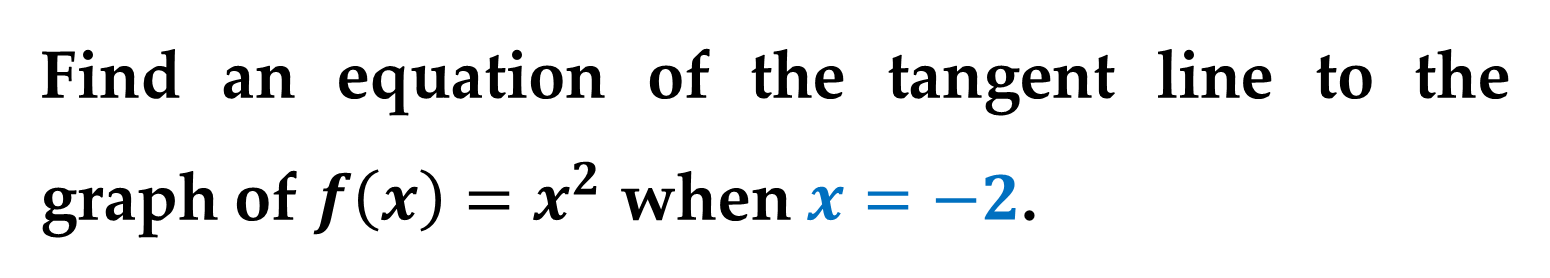 Find an equation of the tangent line to the
graph of f(x) = x² when x = −2.